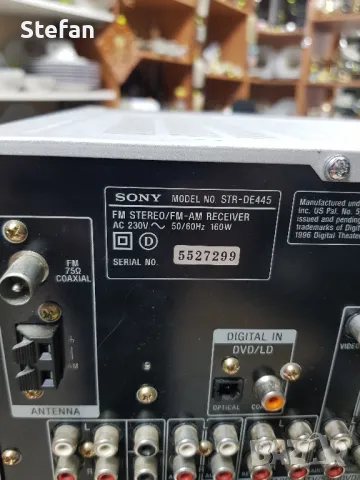 Stefan
SONY MODEL NO. STR-DE445
FM STEREO/FM-AM RECEIVER
AC 230V ~ 50/60Hz 160W
D
SERIAL NO. 5527299
Manufactured under
Inc. US Pat. No. 5
issued and pending
trademarks of Digital
1996 Digital Theater
FM
75Ω
COAXIAL
AM
ANTENNA
DIGITAL IN
DVD/LD
OPTICAL
VIDEO
L
L
R